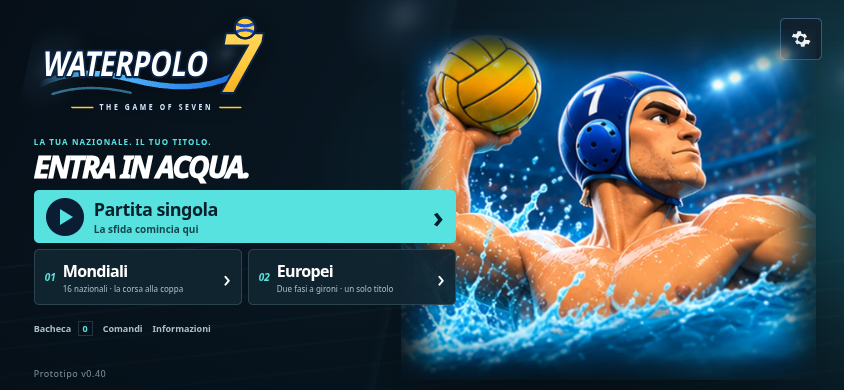 WATERPOLO 7
THE GAME OF SEVEN
LA TUA NAZIONALE. IL TUO TITOLO.
ENTRA IN ACQUA.
Partita singola
La sfida comincia qui
01 Mondiali
16 nazionali · la corsa alla coppa
02 Europei
Due fasi a gironi · un solo titolo
Bacheca 0 Comandi Informazioni
Prototipo v0.40
7